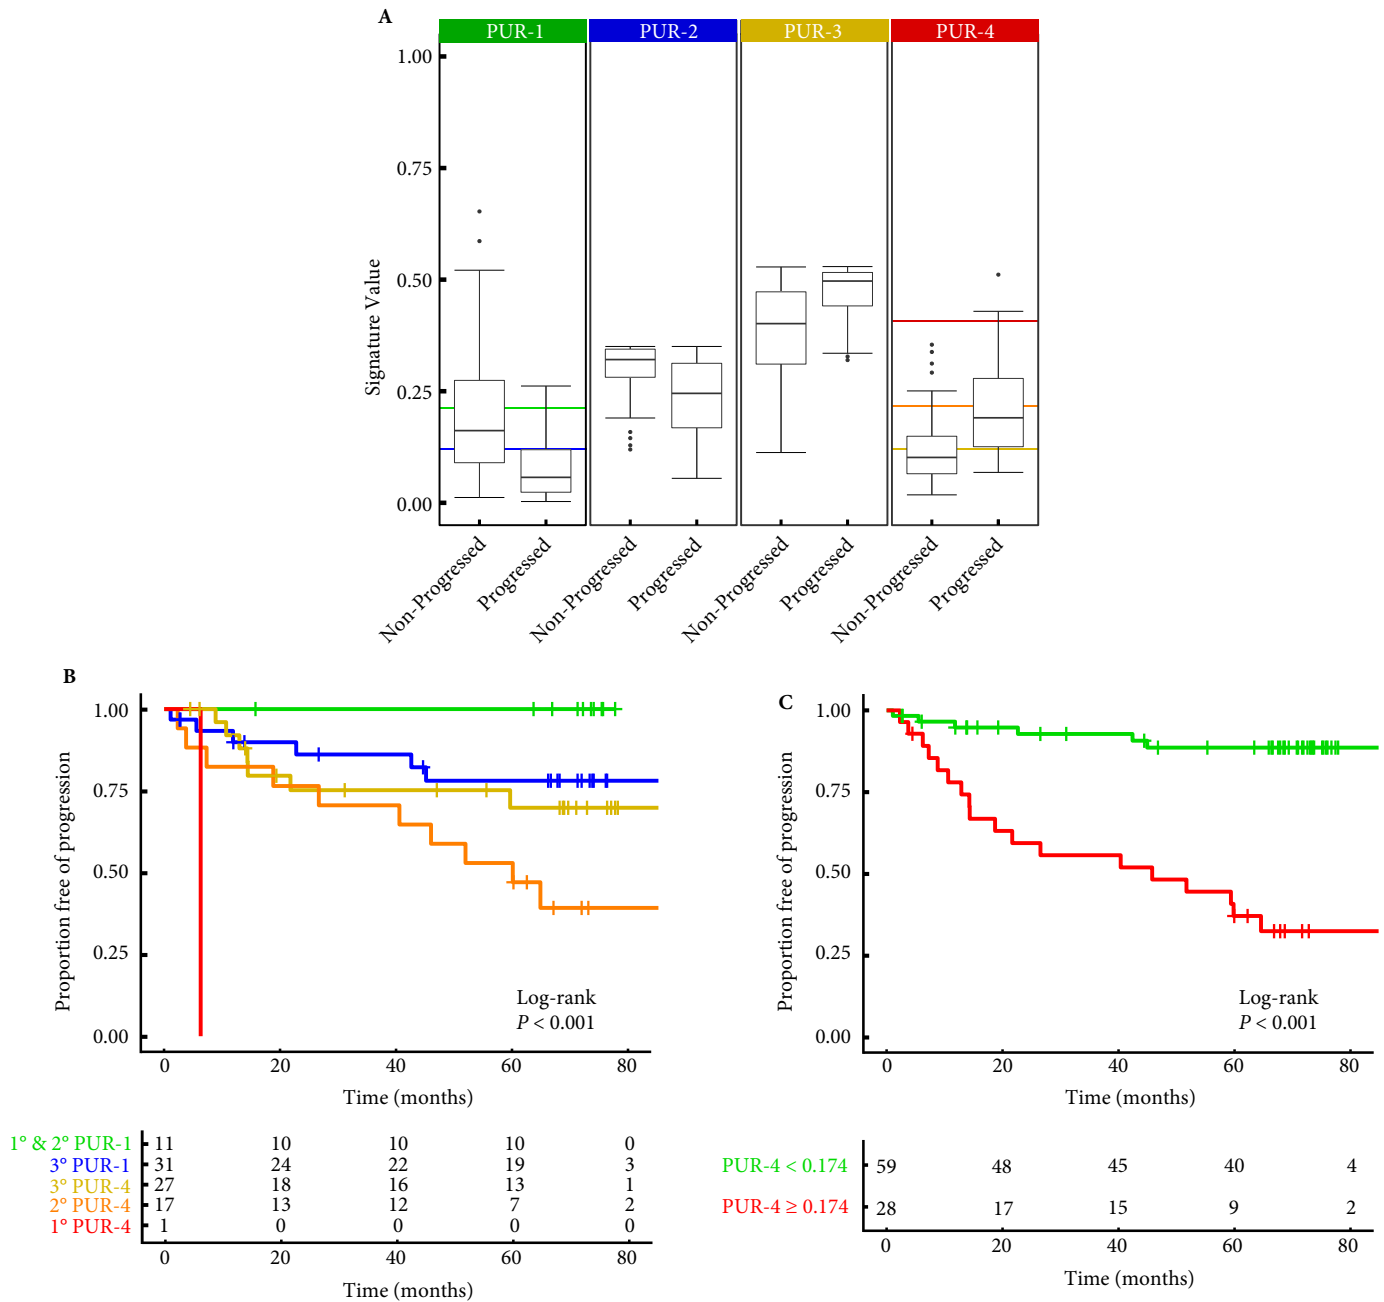 A
PUR-1 PUR-2 PUR-3 PUR-4
1.00
0.75
0.50
0.25
0.00
Signature Value
Non-Progressed Progressed Non-Progressed Progressed Non-Progressed Progressed Non-Progressed Progressed
B
1.00
0.75
0.50
0.25
0.00
Proportion free of progression
Log-rank
P < 0.001
0 20 40 60 80
Time (months)
1° & 2° PUR-1 11 10 10 10 0
3° PUR-1 31 24 22 19 3
3° PUR-4 27 18 16 13 1
2° PUR-4 17 13 12 7 2
1° PUR-4 1 0 0 0 0
0 20 40 60 80
Time (months)
C
1.00
0.75
0.50
0.25
0.00
Proportion free of progression
Log-rank
P < 0.001
0 20 40 60 80
Time (months)
PUR-4 < 0.174 59 48 45 40 4
PUR-4 ≥ 0.174 28 17 15 9 2
0 20 40 60 80
Time (months)